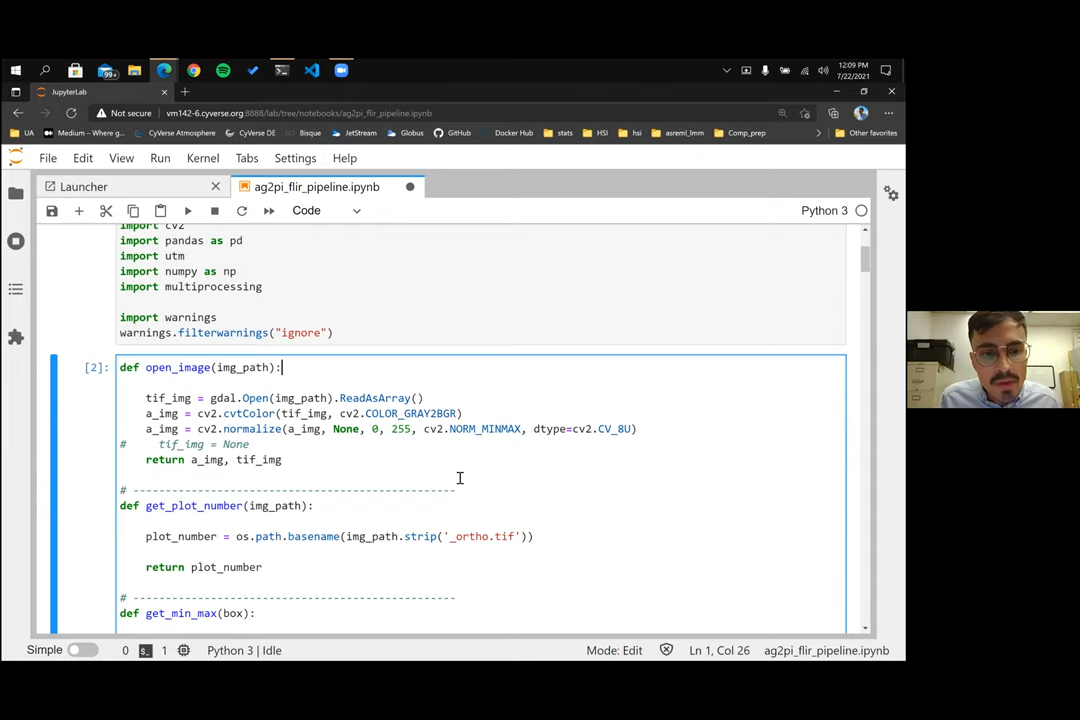 99+
12:09 PM
7/22/2021
JupyterLab
Not secure
vm142-6.cyverse.org:8888/lab/tree/notebooks/ag2pi_flir_pipeline.ipynb
UA
Medium – Where g...
CyVerse Atmosphere
CyVerse DE
Bisque
JetStream
Globus
GitHub
Docker Hub
stats
HSI
hsi
asreml_lmm
Comp_prep
Other favorites
File Edit View Run Kernel Tabs Settings Help
Launcher
ag2pi_flir_pipeline.ipynb
Code
Python 3
import cv2
import pandas as pd
import utm
import numpy as np
import multiprocessing
import warnings
warnings.filterwarnings("ignore")
[2]: def open_image(img_path):
tif_img = gdal.Open(img_path).ReadAsArray()
a_img = cv2.cvtColor(tif_img, cv2.COLOR_GRAY2BGR)
a_img = cv2.normalize(a_img, None, 0, 255, cv2.NORM_MINMAX, dtype=cv2.CV_8U)
# tif_img = None
return a_img, tif_img
# --------------------------------------------------
def get_plot_number(img_path):
plot_number = os.path.basename(img_path.strip('_ortho.tif'))
return plot_number
# --------------------------------------------------
def get_min_max(box):
Simple 0 1 Python 3 | Idle Mode: Edit Ln 1, Col 26 ag2pi_flir_pipeline.ipynb